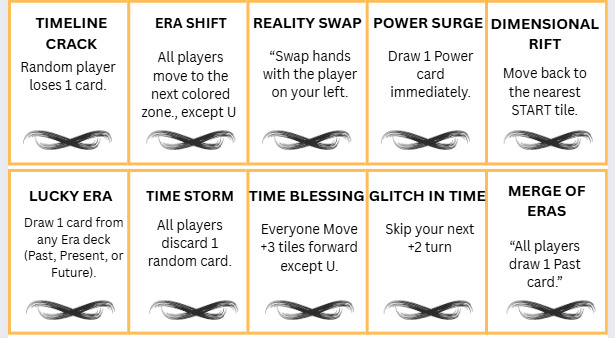 TIMELINE
CRACK
Random player
loses 1 card.
ERA SHIFT
All players
move to the
next colored
zone., except U
REALITY SWAP
“Swap hands
with the player
on your left.
POWER SURGE
Draw 1 Power
card
immediately.
DIMENSIONAL
RIFT
Move back to
the nearest
START tile.
LUCKY ERA
Draw 1 card from
any Era deck
(Past, Present, or
Future).
TIME STORM
All players
discard 1
random card.
TIME BLESSING
Everyone Move
+3 tiles forward
except U.
GLITCH IN TIME
Skip your next
+2 turn
MERGE OF
ERAS
“All players
draw 1 Past
card.”